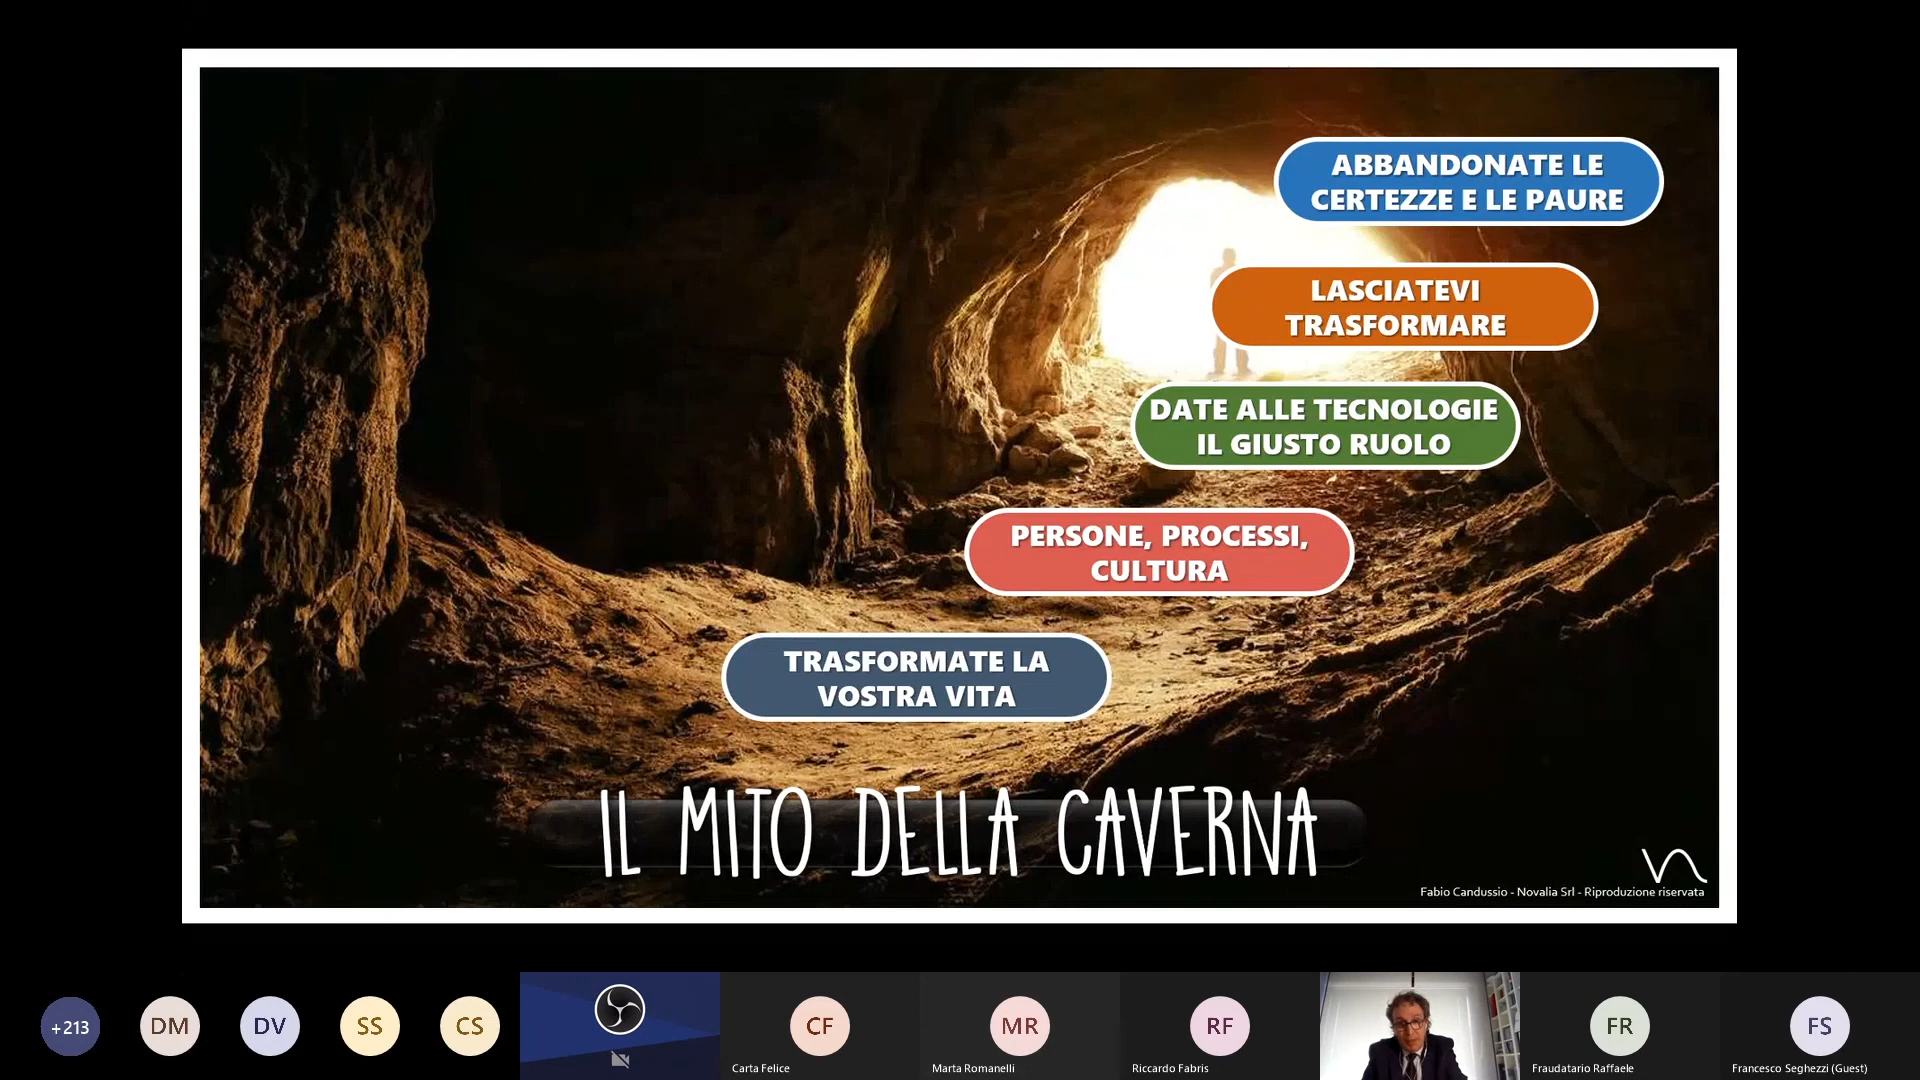 ABBANDONATE LE
CERTEZZE E LE PAURE
LASCIATEVI
TRASFORMARE
DATE ALLE TECNOLOGIE
IL GIUSTO RUOLO
PERSONE, PROCESSI,
CULTURA
TRASFORMATE LA
VOSTRA VITA
IL MITO DELLA CAVERNA
Fabio Candussio - Novalia Srl - Riproduzione riservata
+213
DM
DV
SS
CS
CF
MR
RF
FR
FS
Carta Felice
Marta Romanelli
Riccardo Fabris
Fraudatario Raffaele
Francesco Seghezzi (Guest)